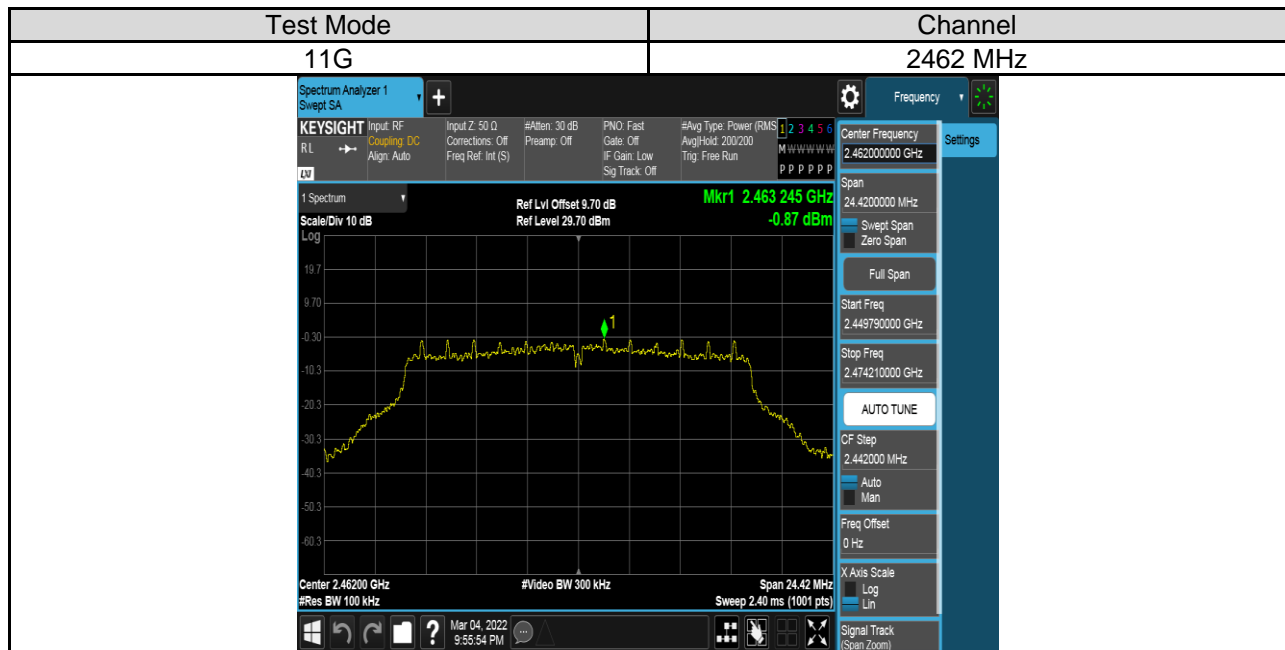 Test Mode Channel
11G 2462 MHz
Spectrum Analyzer 1
Swept SA
+
Frequency
KEYSIGHT
RL
LXI
Input: RF
Coupling: DC
Align: Auto
Input Z: 50 Ω
Corrections: Off
Freq Ref: Int (S)
#Atten: 30 dB
Preamp: Off
PNO: Fast
Gate: Off
IF Gain: Low
Sig Track: Off
#Avg Type: Power (RMS
Avg|Hold: 200/200
Trig: Free Run
1 2 3 4 5 6
M W W W W W
P P P P P P
1 Spectrum
Scale/Div 10 dB
Log
Ref Lvl Offset 9.70 dB
Ref Level 29.70 dBm
Mkr1 2.463 245 GHz
-0.87 dBm
19.7
9.70
-0.30
-10.3
-20.3
-30.3
-40.3
-50.3
-60.3
1
Center 2.46200 GHz
#Res BW 100 kHz
#Video BW 300 kHz
Span 24.42 MHz
Sweep 2.40 ms (1001 pts)
?
Mar 04, 2022
9:55:54 PM
Center Frequency
2.462000000 GHz
Span
24.4200000 MHz
Swept Span
Zero Span
Full Span
Start Freq
2.449790000 GHz
Stop Freq
2.474210000 GHz
AUTO TUNE
CF Step
2.442000 MHz
Auto
Man
Freq Offset
0 Hz
X Axis Scale
Log
Lin
Signal Track
(Span Zoom)
Settings